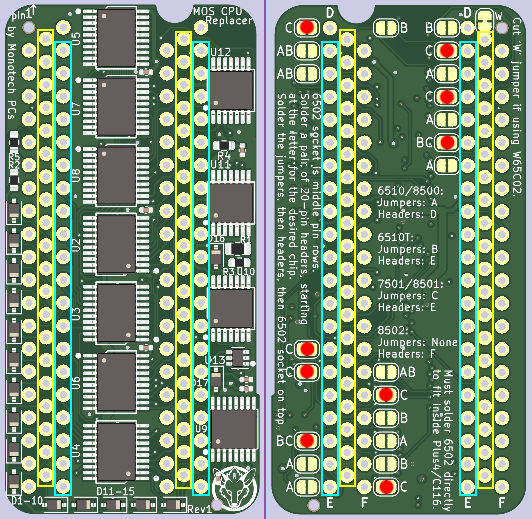 pin1↑
MOS CPU
Replacer
by Monotech PCs
U5
U12
U7
R5
R2
R4
U11
U8
U2
D16
R1
R3
U10
U3
U13
U6
D17
U9
U4
D1-10
D11-15
Rev1
D
D
W
C
B
B
AB
C
AB
A
C
A
BC
A
Cut 'W' jumper if using W65C02.
6502 socket is middle pin rows.
Solder a pair of 20-pin headers, starting
at the letter for the desired chip.
Solder the jumpers, then headers, then 6502 socket on top.
6510/8500:
Jumpers: A
Headers: D
6510T:
Jumpers: B
Headers: E
7501/8501:
Jumpers: C
Headers: E
8502:
Jumpers: None
Headers: F
Must solder 6502 directly
to fit inside Plus4/C116
C
C
AB
C
B
BC
A
A
B
A
C
E
F
E
F